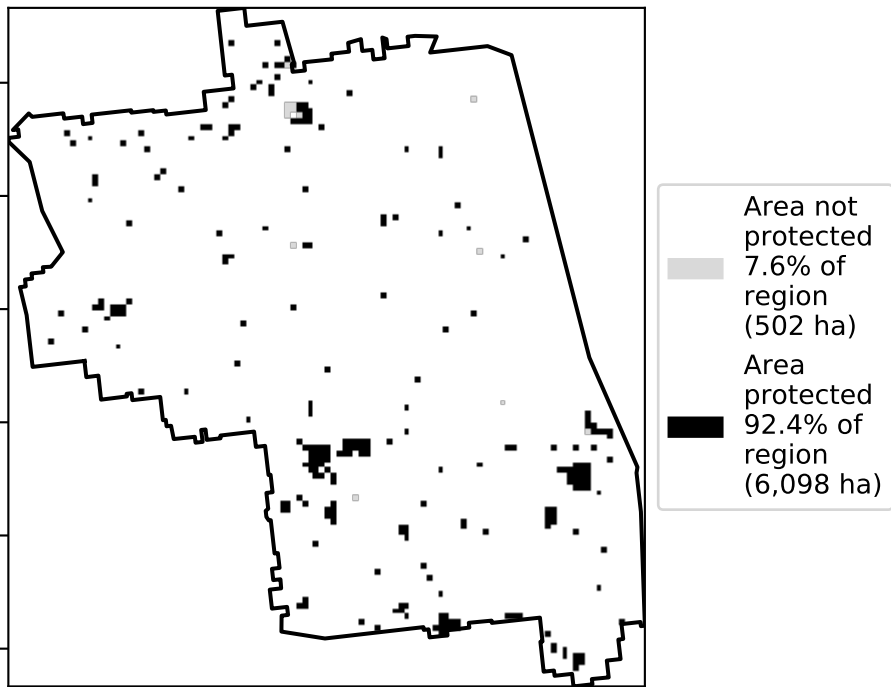 Area not
protected
7.6% of
region
(502 ha)
Area
protected
92.4% of
region
(6,098 ha)